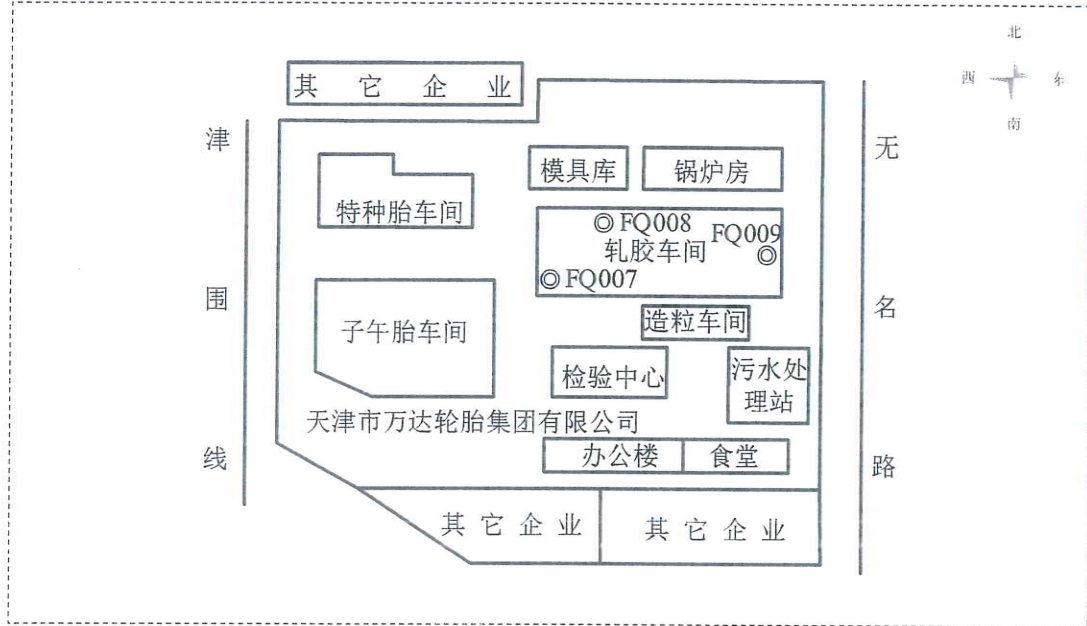 北
西
东
南
其它企业
津围线
无名路
模具库
锅炉房
特种胎车间
FQ008
FQ009
轧胶车间
FQ007
造粒车间
子午胎车间
检验中心
污水处
理站
天津市万达轮胎集团有限公司
办公楼
食堂
其它企业
其它企业